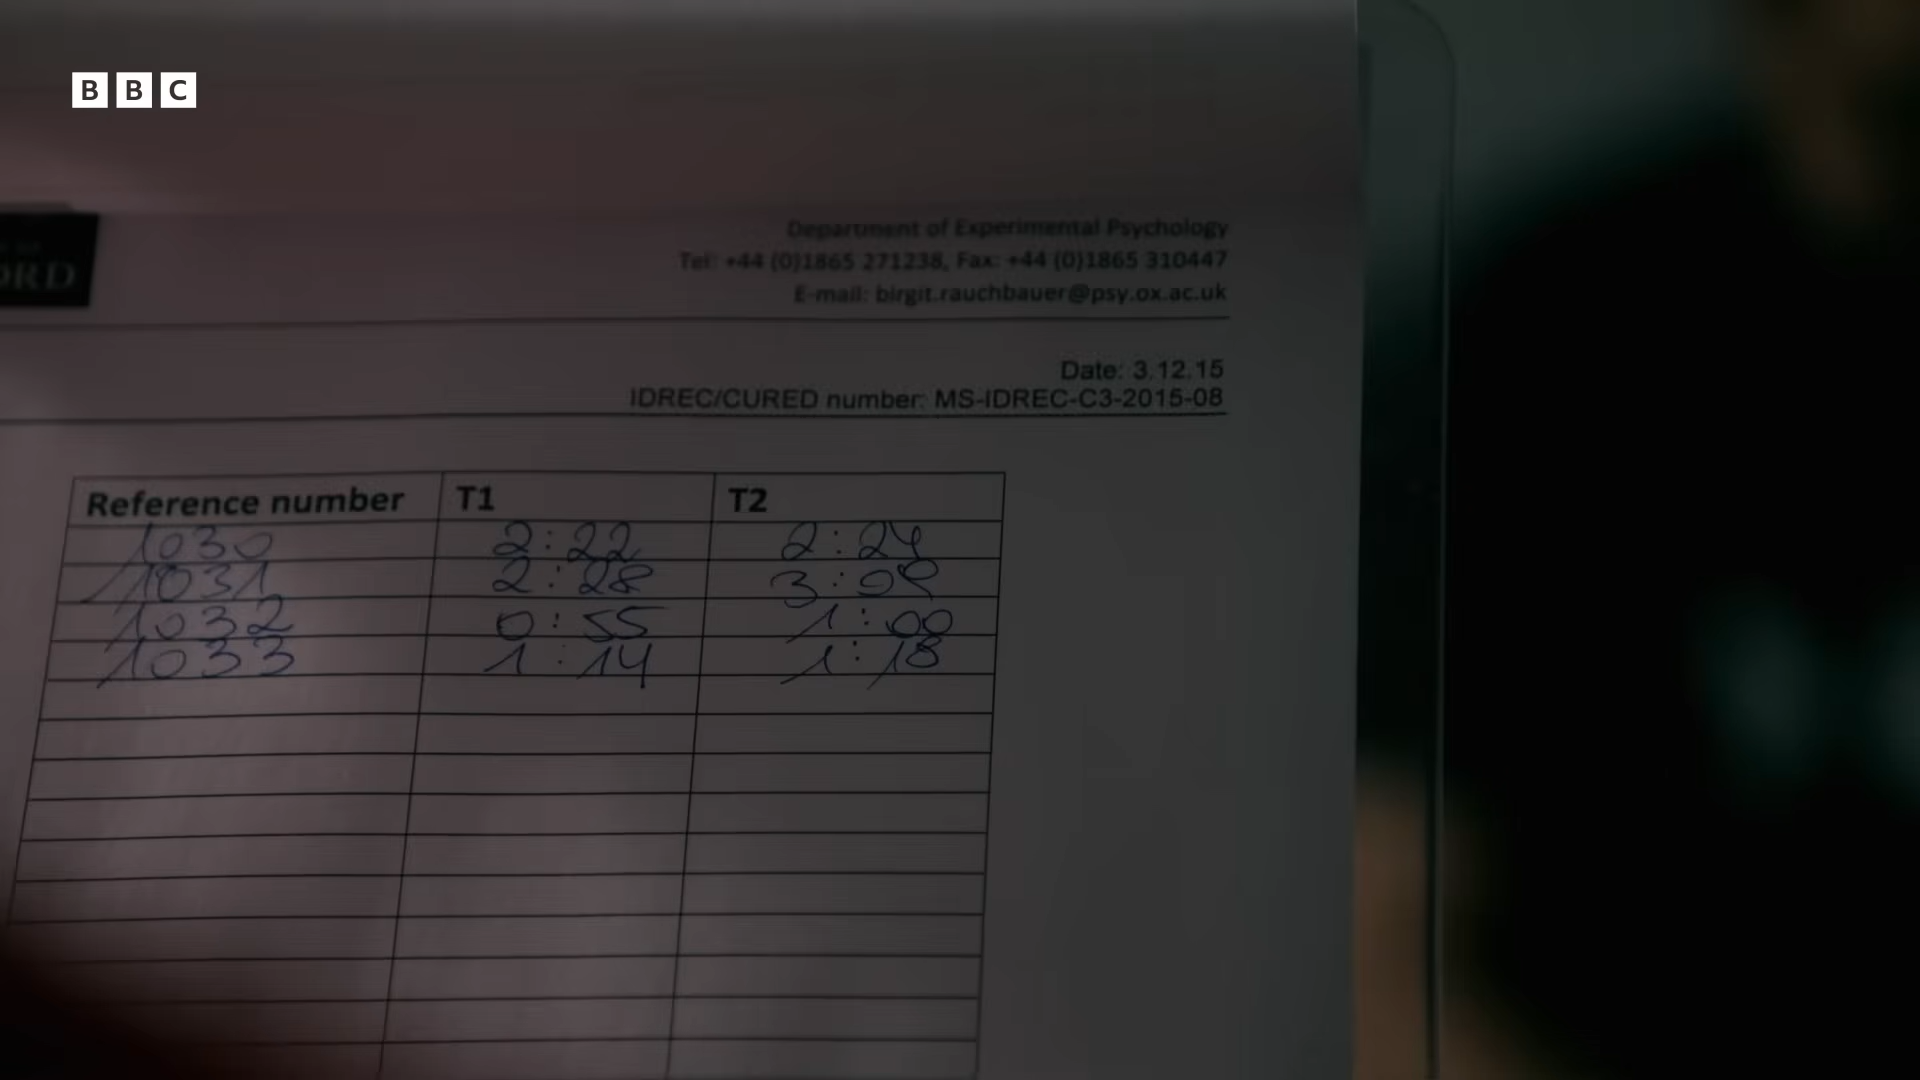 BBC
Department of Experimental Psychology
Tel: +44 (0)1865 271238, Fax: +44 (0)1865 310447
ORD
E-mail: birgit.rauchbauer@psy.ox.ac.uk
Date: 3.12.15
IDREC/CURED number: MS-IDREC-C3-2015-08
Reference number T1 T2
1030 2:22 2:24
1031 2:28
1032 0:55 1:00
1033 1:14 1:18